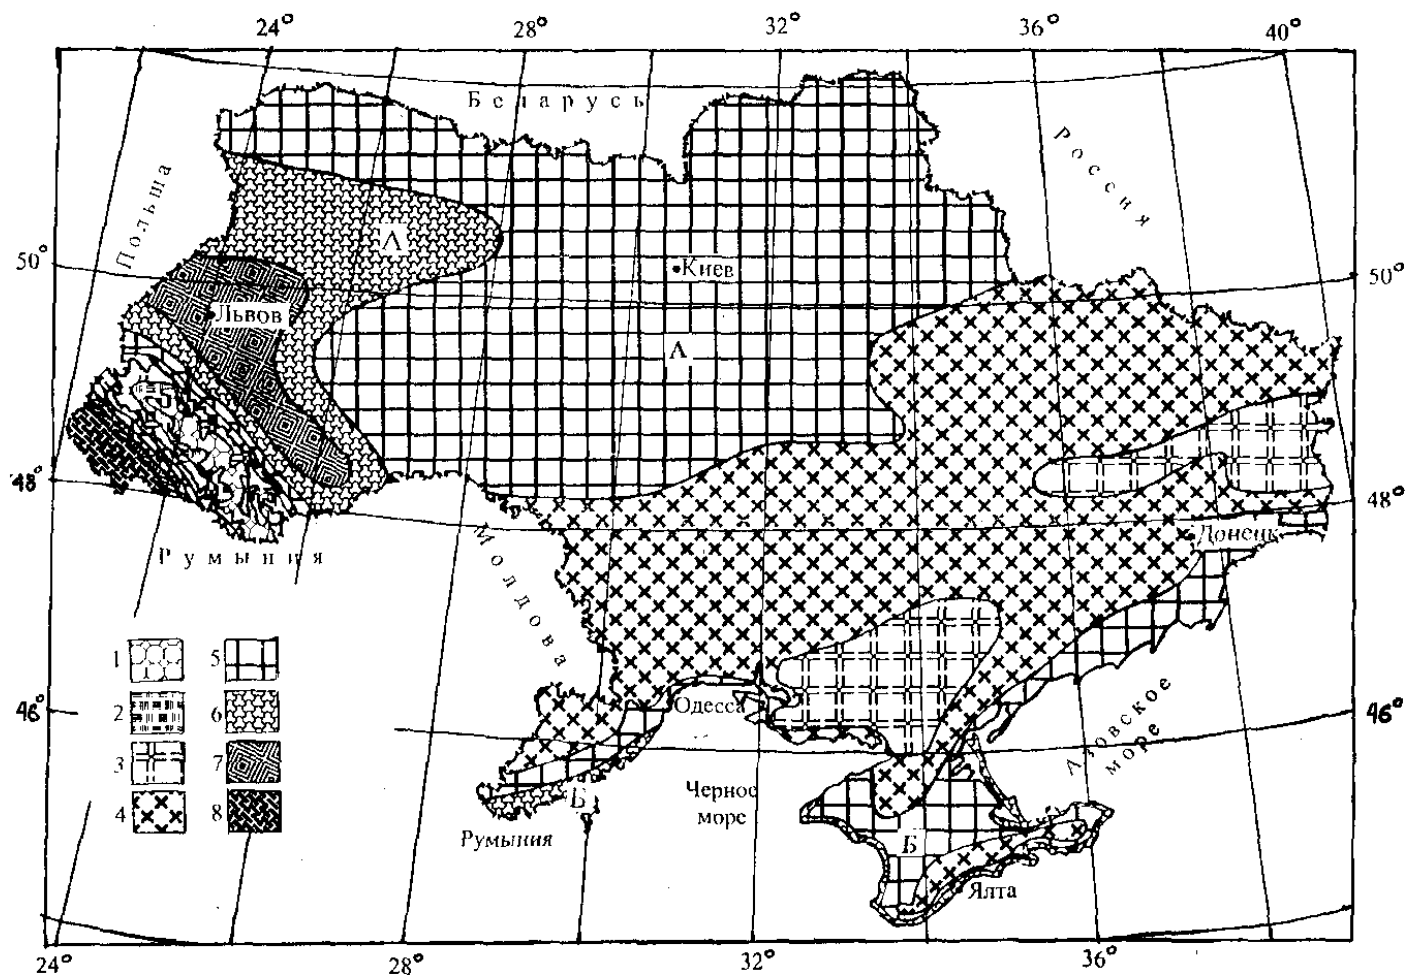 24° 28° 32° 36° 40°
Беларусь
Россия
Польша
Л
50° 50°
Киев
Львов
Л
48° 48°
Донецк
Румыния
Молдова
1 5
2 6
3 7
4 8
46° 46°
Одесса
Азовское
море
Черное
море
Б
Румыния
Б
Ялта
24° 28° 32° 36°